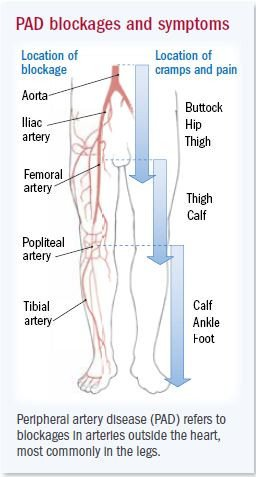 PAD blockages and symptoms
Location of
blockage
Location of
cramps and pain
Aorta
Iliac
artery
Buttock
Hip
Thigh
Femoral
artery
Thigh
Calf
Popliteal
artery
Tibial
artery
Calf
Ankle
Foot
Peripheral artery disease (PAD) refers to
blockages in arteries outside the heart,
most commonly in the legs.